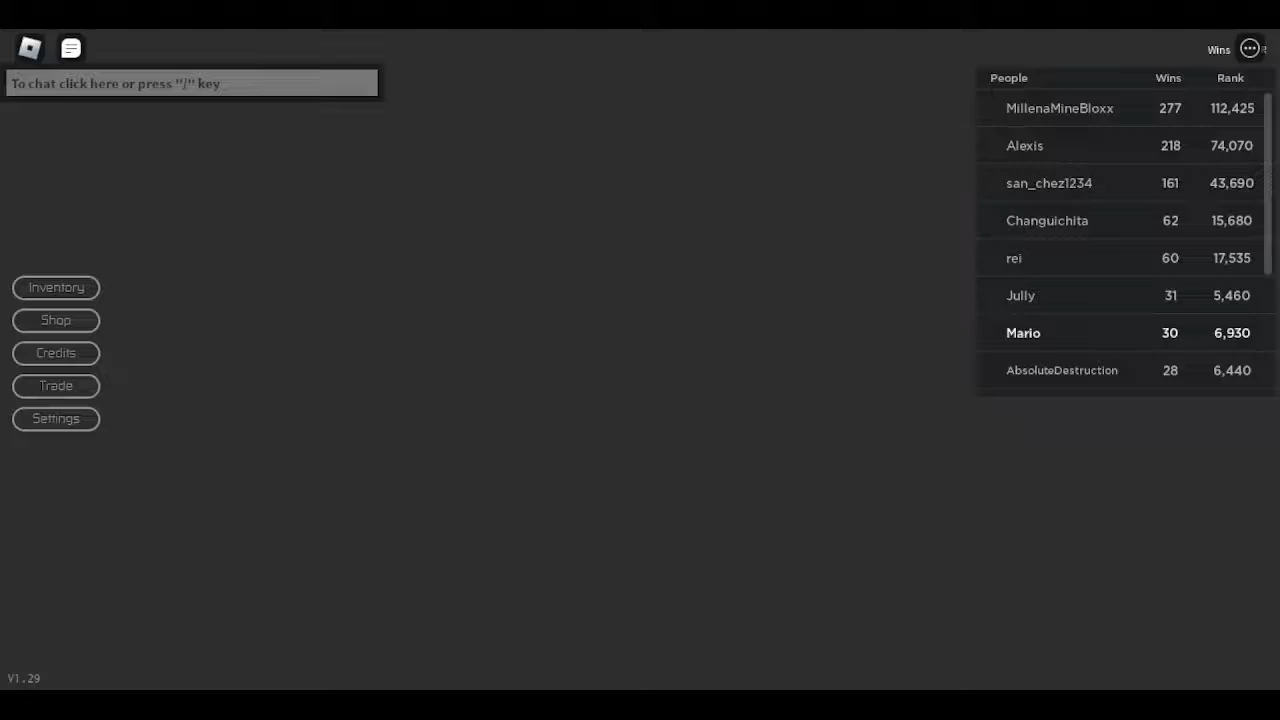 Wins
To chat click here or press "/" key
People Wins Rank
MillenaMineBloxx 277 112,425
Alexis 218 74,070
san_chez1234 161 43,690
Changuichita 62 15,680
rei 60 17,535
Jully 31 5,460
Mario 30 6,930
AbsoluteDestruction 28 6,440
Inventory
Shop
Credits
Trade
Settings
V1.29